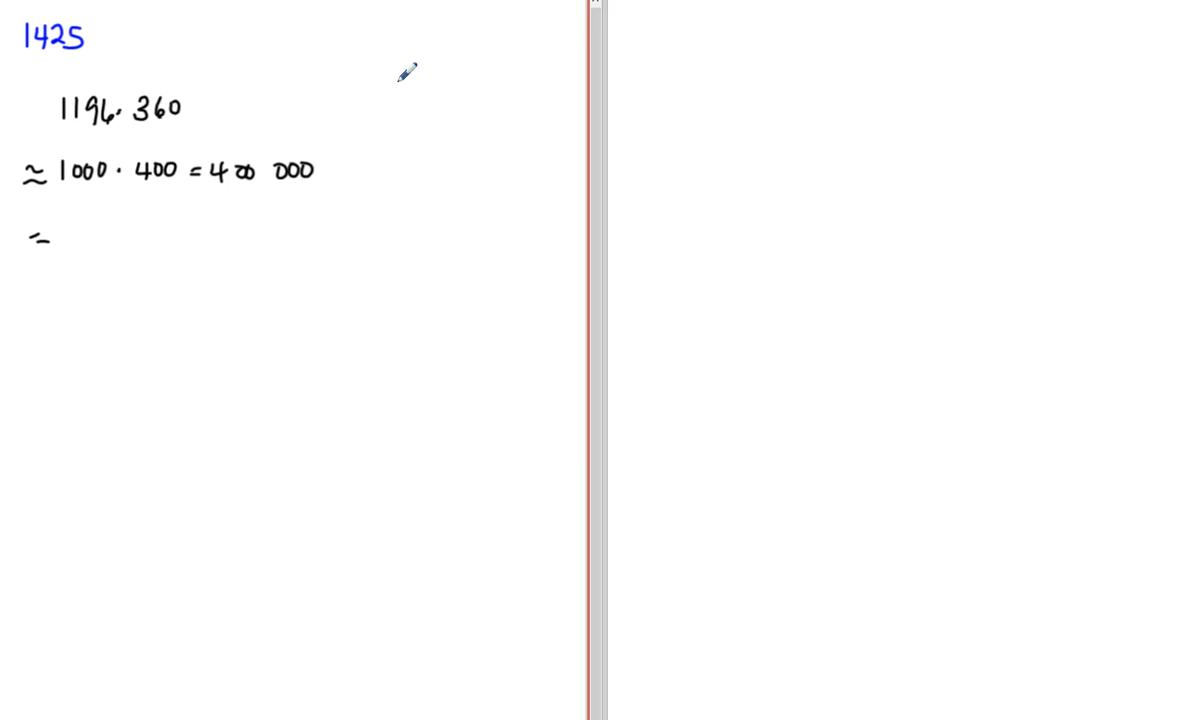 1425
1196. 360
≈ 1000 · 400 = 400 000
=